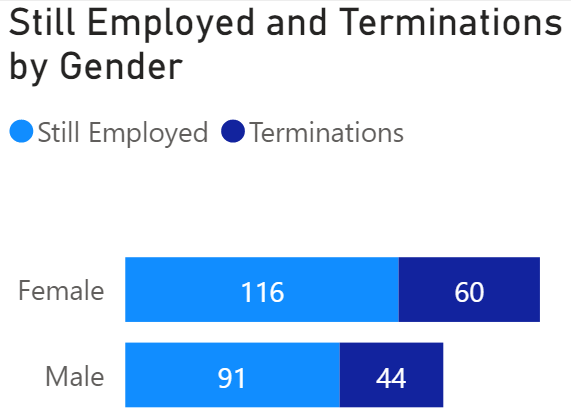 Still Employed and Terminations
by Gender
Still Employed Terminations
Female 116 60
Male 91 44